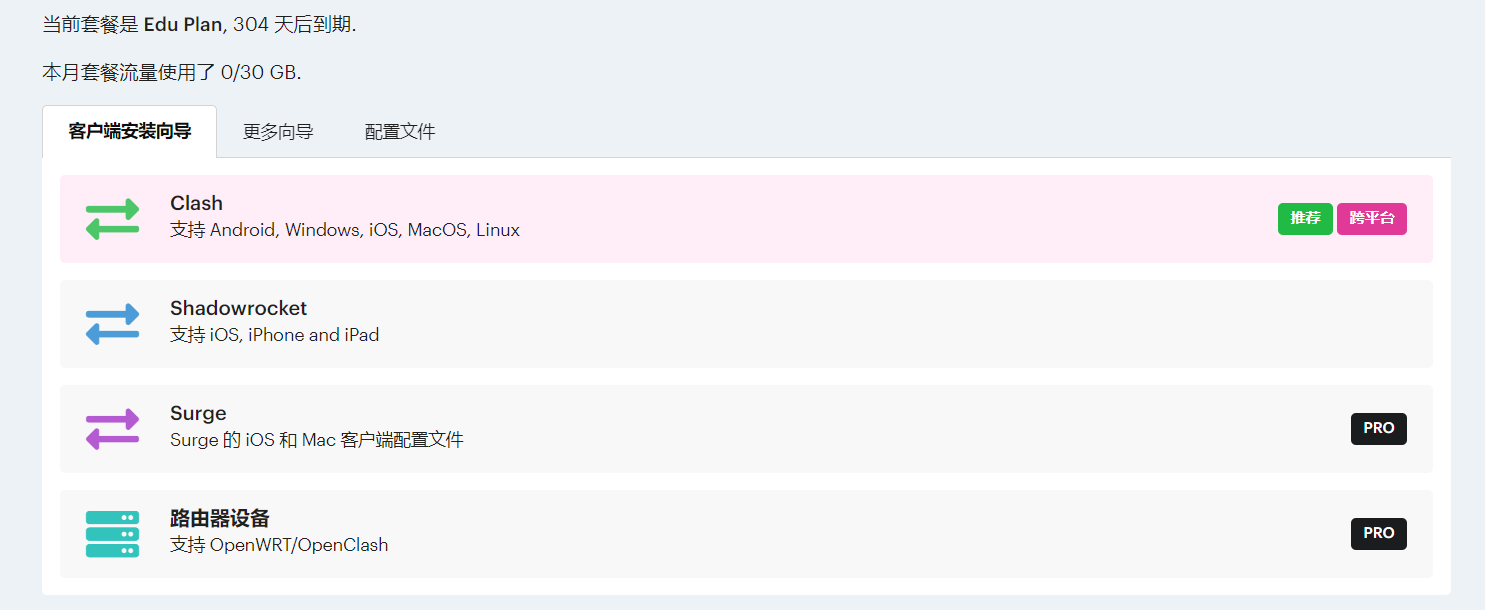 当前套餐是 Edu Plan, 304 天后到期.
本月套餐流量使用了 0/30 GB.
客户端安装向导 更多向导 配置文件
Clash
支持 Android, Windows, iOS, MacOS, Linux
推荐 跨平台
Shadowrocket
支持 iOS, iPhone and iPad
Surge
Surge 的 iOS 和 Mac 客户端配置文件
PRO
路由器设备
支持 OpenWRT/OpenClash
PRO